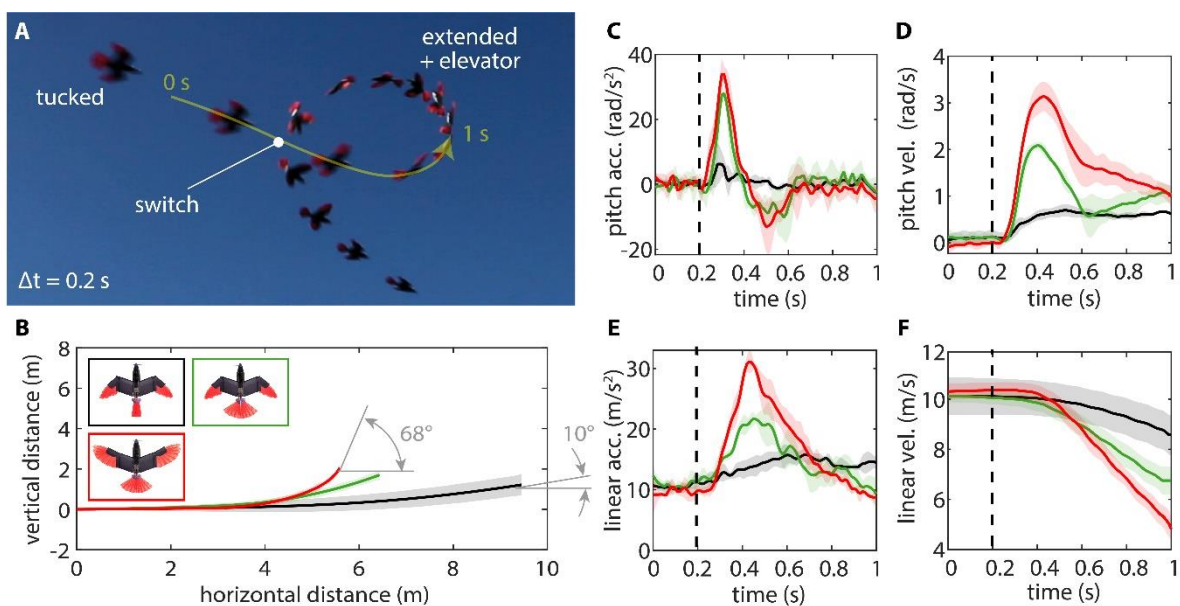 A
tucked
0 s
extended
+ elevator
1 s
switch
Δt = 0.2 s
B
vertical distance (m)
8
6
4
2
0
-2
68°
10°
0 2 4 6 8 10
horizontal distance (m)
C
pitch acc. (rad/s²)
40
20
0
-20
0 0.2 0.4 0.6 0.8 1
time (s)
D
pitch vel. (rad/s)
4
3
2
1
0
0 0.2 0.4 0.6 0.8 1
time (s)
E
linear acc. (m/s²)
30
20
10
0
0 0.2 0.4 0.6 0.8 1
time (s)
F
linear vel. (m/s)
12
10
8
6
4
0 0.2 0.4 0.6 0.8 1
time (s)